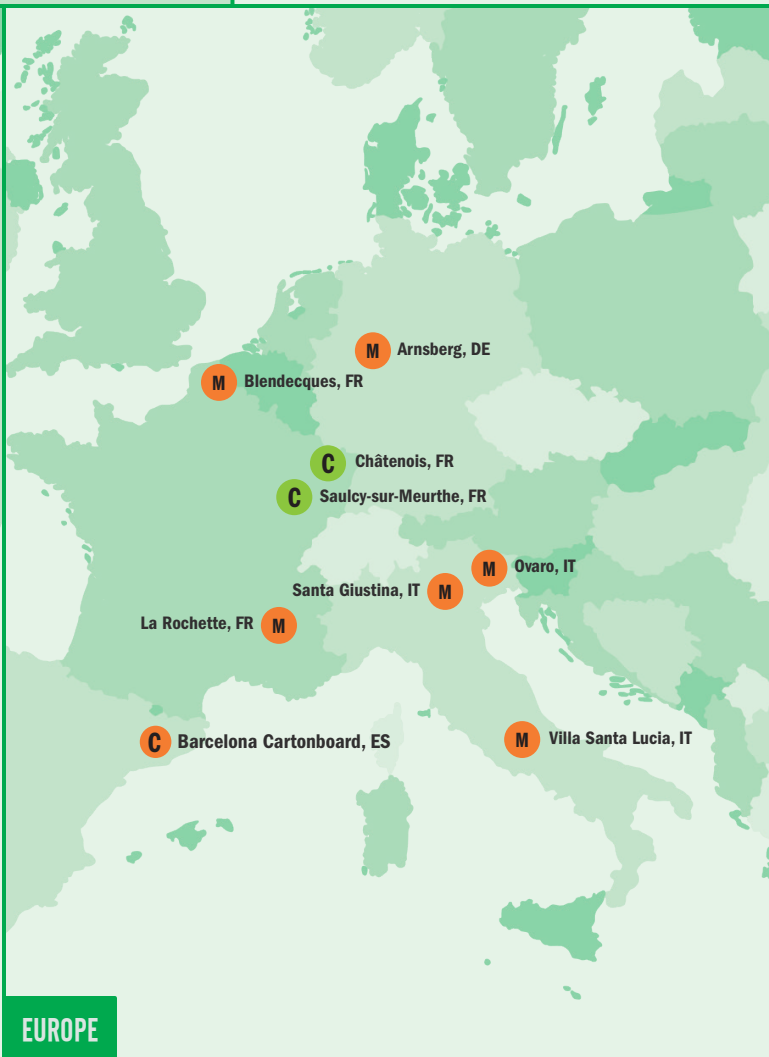 M Arnsberg, DE
M Blendecques, FR
C Châtenois, FR
C Saulcy-sur-Meurthe, FR
M Ovaro, IT
Santa Giustina, IT M
La Rochette, FR M
C Barcelona Cartonboard, ES
M Villa Santa Lucia, IT
EUROPE